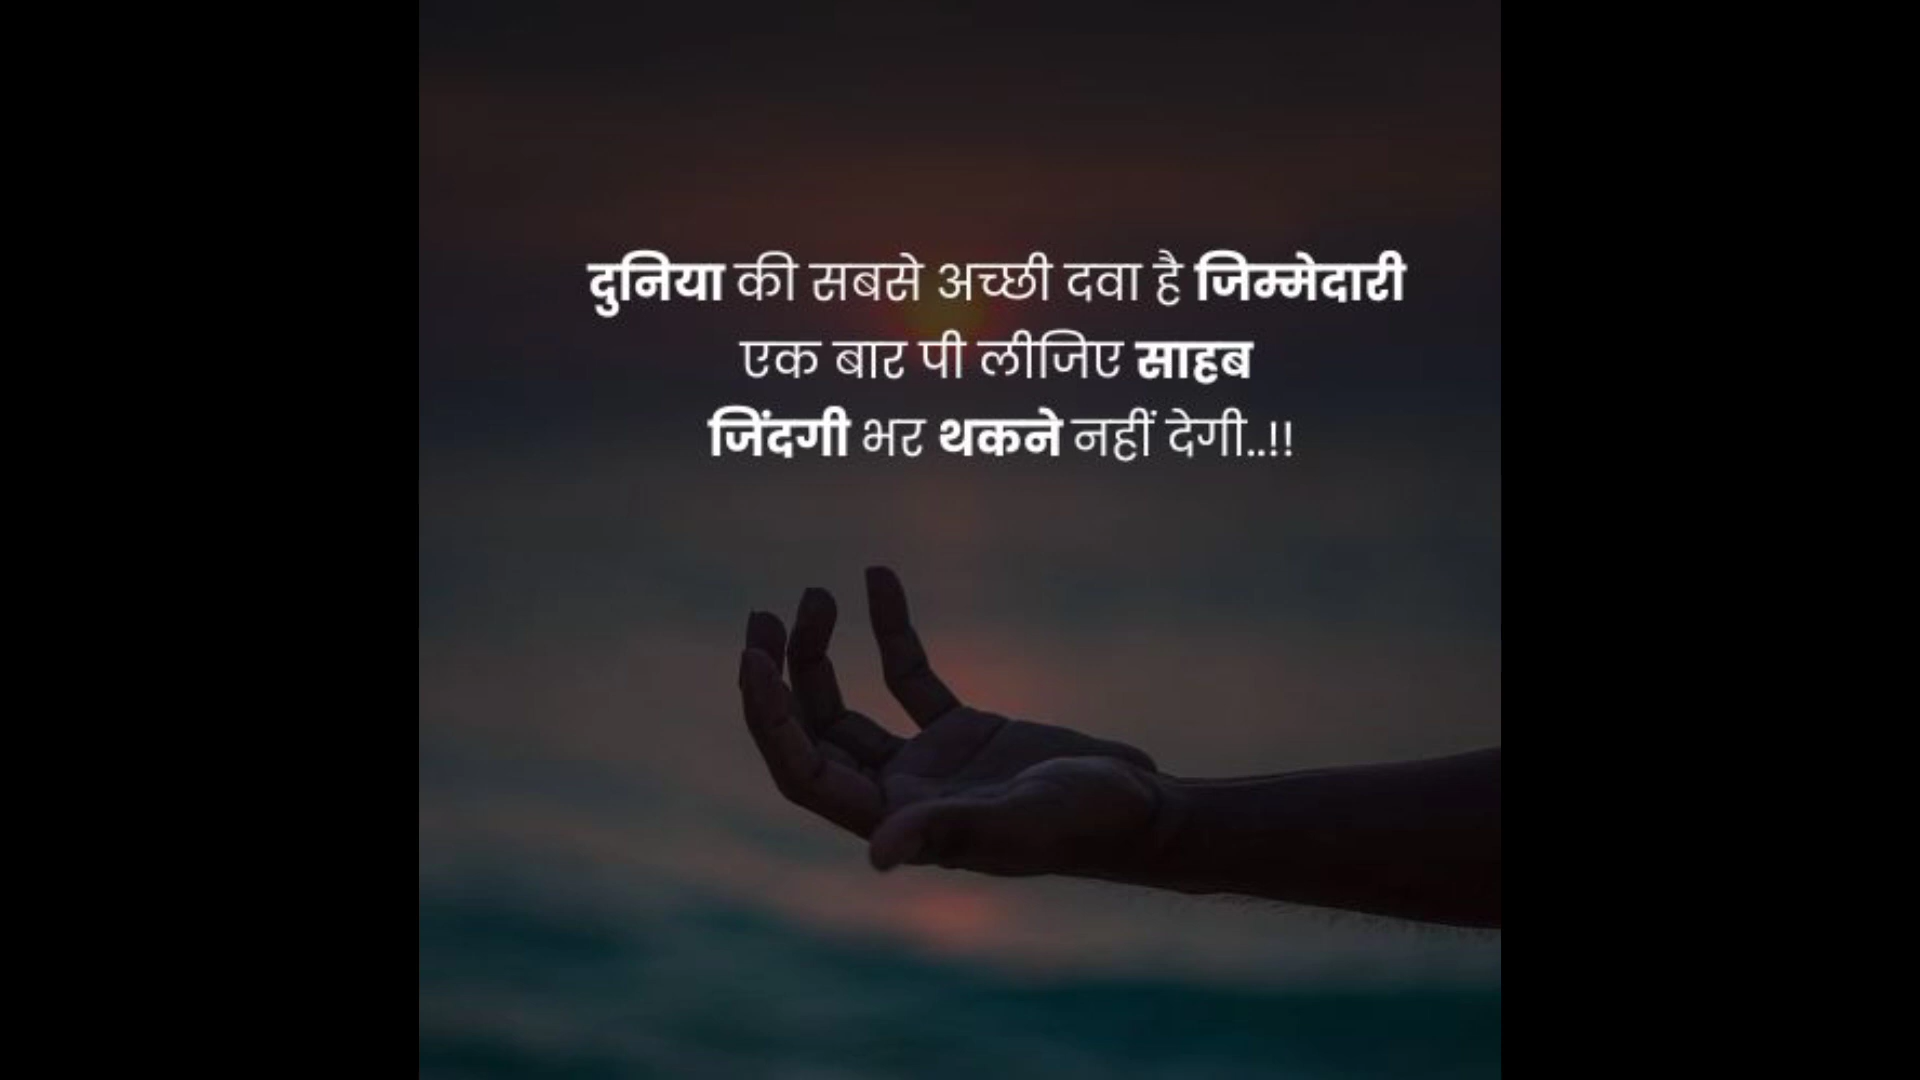 दुनिया की सबसे अच्छी दवा है जिम्मेदारी
एक बार पी लीजिए साहब
जिंदगी भर थकने नहीं देगी..!!